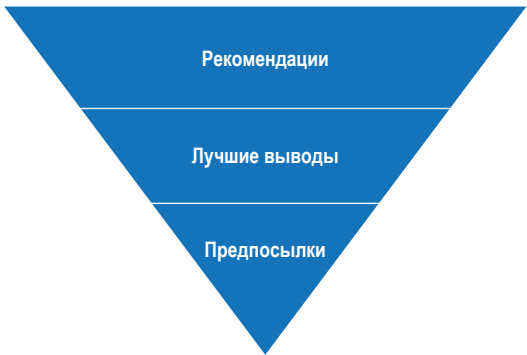 Рекомендации
Лучшие выводы
Предпосылки